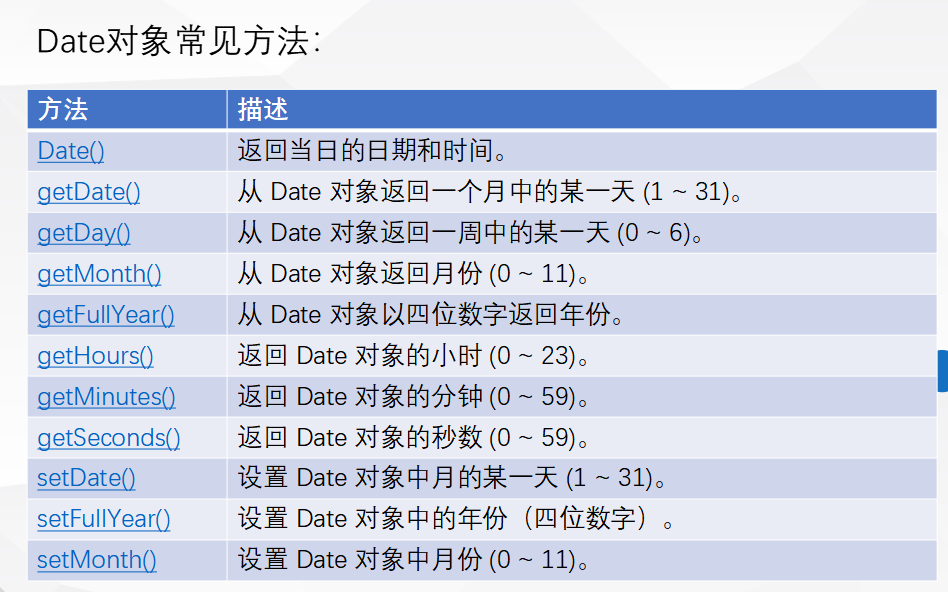 Date对象常见方法：
方法 描述
Date() 返回当日的日期和时间。
getDate() 从 Date 对象返回一个月中的某一天 (1 ~ 31)。
getDay() 从 Date 对象返回一周中的某一天 (0 ~ 6)。
getMonth() 从 Date 对象返回月份 (0 ~ 11)。
getFullYear() 从 Date 对象以四位数字返回年份。
getHours() 返回 Date 对象的小时 (0 ~ 23)。
getMinutes() 返回 Date 对象的分钟 (0 ~ 59)。
getSeconds() 返回 Date 对象的秒数 (0 ~ 59)。
setDate() 设置 Date 对象中月的某一天 (1 ~ 31)。
setFullYear() 设置 Date 对象中的年份（四位数字）。
setMonth() 设置 Date 对象中月份 (0 ~ 11)。